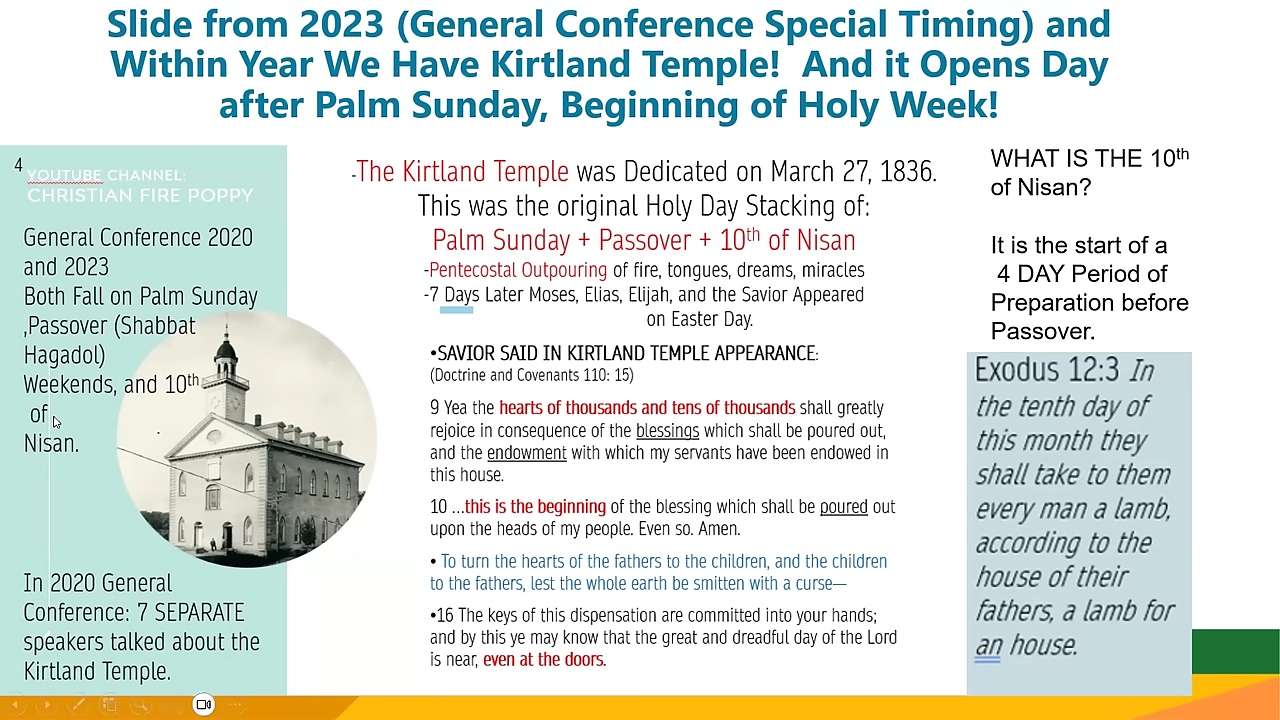 Slide from 2023 (General Conference Special Timing) and
Within Year We Have Kirtland Temple!  And it Opens Day
after Palm Sunday, Beginning of Holy Week!
4
YOUTUBE CHANNEL:
CHRISTIAN FIRE POPPY
General Conference 2020
and 2023
Both Fall on Palm Sunday
,Passover (Shabbat
Hagadol)
Weekends, and 10th
of
Nisan.
In 2020 General
Conference: 7 SEPARATE
speakers talked about the
Kirtland Temple.
-The Kirtland Temple was Dedicated on March 27, 1836.
This was the original Holy Day Stacking of:
Palm Sunday + Passover + 10th of Nisan
-Pentecostal Outpouring of fire, tongues, dreams, miracles
-7 Days Later Moses, Elias, Elijah, and the Savior Appeared
on Easter Day.
•SAVIOR SAID IN KIRTLAND TEMPLE APPEARANCE:
(Doctrine and Covenants 110: 15)
9 Yea the hearts of thousands and tens of thousands shall greatly
rejoice in consequence of the blessings which shall be poured out,
and the endowment with which my servants have been endowed in
this house.
10 ...this is the beginning of the blessing which shall be poured out
upon the heads of my people. Even so. Amen.
• To turn the hearts of the fathers to the children, and the children
to the fathers, lest the whole earth be smitten with a curse—
•16 The keys of this dispensation are committed into your hands;
and by this ye may know that the great and dreadful day of the Lord
is near, even at the doors.
WHAT IS THE 10th
of Nisan?
It is the start of a
4 DAY Period of
Preparation before
Passover.
Exodus 12:3 In
the tenth day of
this month they
shall take to them
every man a lamb,
according to the
house of their
fathers, a lamb for
an house.